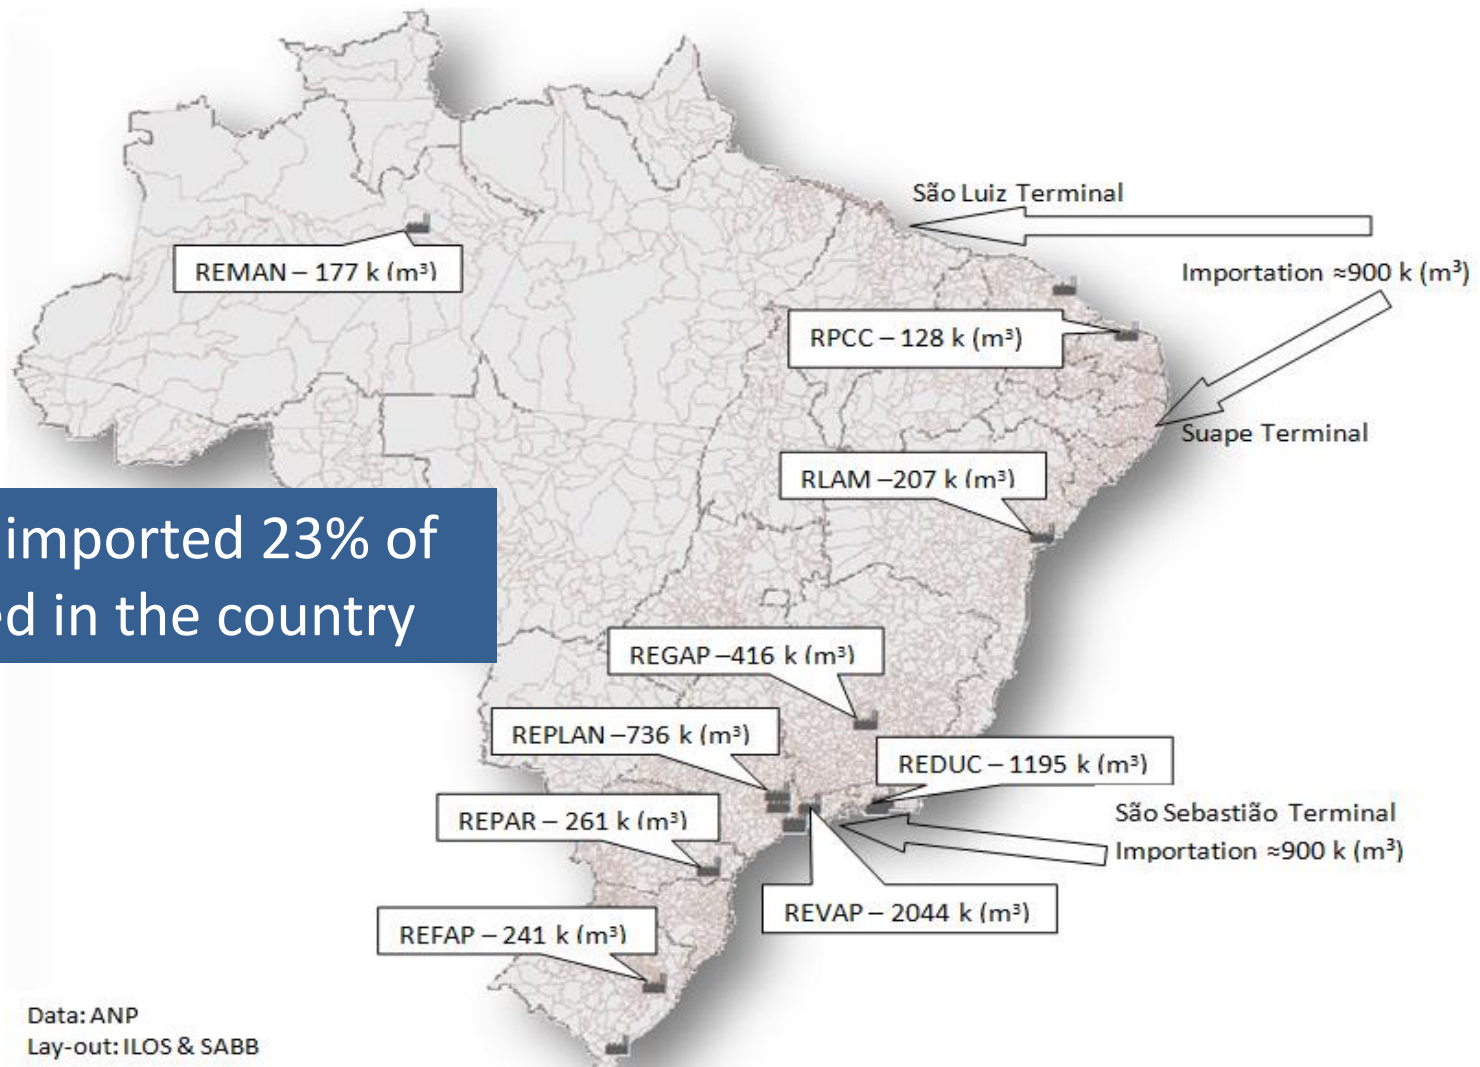 São Luiz Terminal
REMAN – 177 k (m³)
Importation ≈900 k (m³)
RPCC – 128 k (m³)
Suape Terminal
RLAM –207 k (m³)
imported 23% of
ed in the country
REGAP –416 k (m³)
REPLAN –736 k (m³)
REDUC – 1195 k (m³)
REPAR – 261 k (m³)
São Sebastião Terminal
Importation ≈900 k (m³)
REVAP – 2044 k (m³)
REFAP – 241 k (m³)
Data: ANP
Lay-out: ILOS & SABB